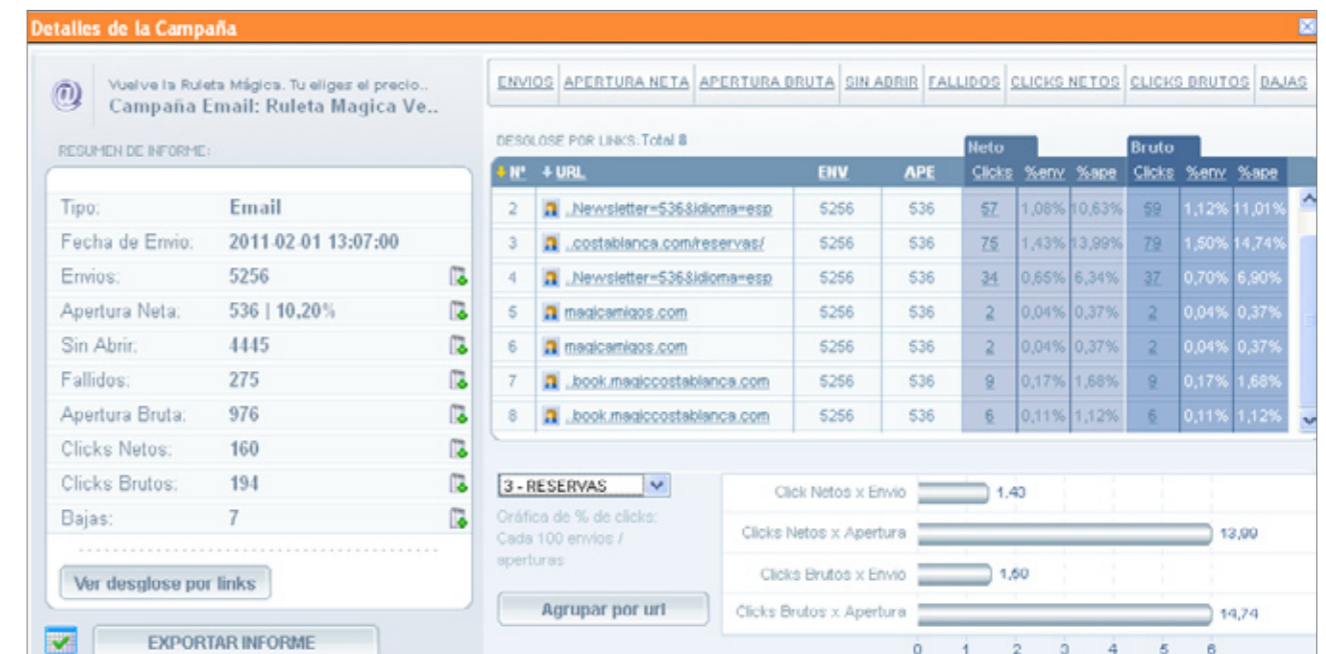 Detalles de la Campaña
Vuelve la Ruleta Mágica. Tu eliges el precio..
Campaña Email: Ruleta Magica Ve..
RESUMEN DE INFORME:
Tipo: Email
Fecha de Envio: 2011-02-01 13:07:00
Envios: 5256
Apertura Neta: 536 | 10,20%
Sin Abrir: 4445
Fallidos: 275
Apertura Bruta: 976
Clicks Netos: 160
Clicks Brutos: 194
Bajas: 7
Ver desglose por links
EXPORTAR INFORME
ENVIOS APERTURA NETA APERTURA BRUTA SIN ABRIR FALLIDOS CLICKS NETOS CLICKS BRUTOS BAJAS
DESGLOSE POR LINKS: Total 8
Neto Bruto
Nº URL ENV APE Clicks %env %ape Clicks %env %ape
2 ..Newsletter=536&idioma=esp 5256 536 57 1,08% 10,63% 59 1,12% 11,01%
3 ..costablanca.com/reservas/ 5256 536 75 1,43% 13,99% 79 1,50% 14,74%
4 ..Newsletter=536&idioma=esp 5256 536 34 0,65% 6,34% 37 0,70% 6,90%
5 magicamigos.com 5256 536 2 0,04% 0,37% 2 0,04% 0,37%
6 magicamigos.com 5256 536 2 0,04% 0,37% 2 0,04% 0,37%
7 ..book.magiccostablanca.com 5256 536 9 0,17% 1,68% 9 0,17% 1,68%
8 ..book.magiccostablanca.com 5256 536 6 0,11% 1,12% 6 0,11% 1,12%
3 - RESERVAS
Gráfica de % de clicks:
Cada 100 envios /
aperturas
Agrupar por url
Click Netos x Envio 1,43
Clicks Netos x Apertura 13,99
Clicks Brutos x Envio 1,50
Clicks Brutos x Apertura 14,74
0 1 2 3 4 5 6